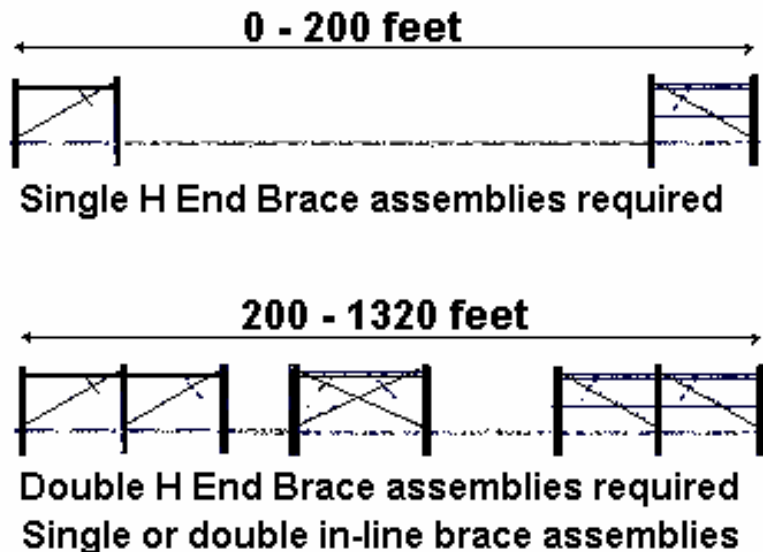 0 - 200 feet
Single H End Brace assemblies required
200 - 1320 feet
Double H End Brace assemblies required
Single or double in-line brace assemblies